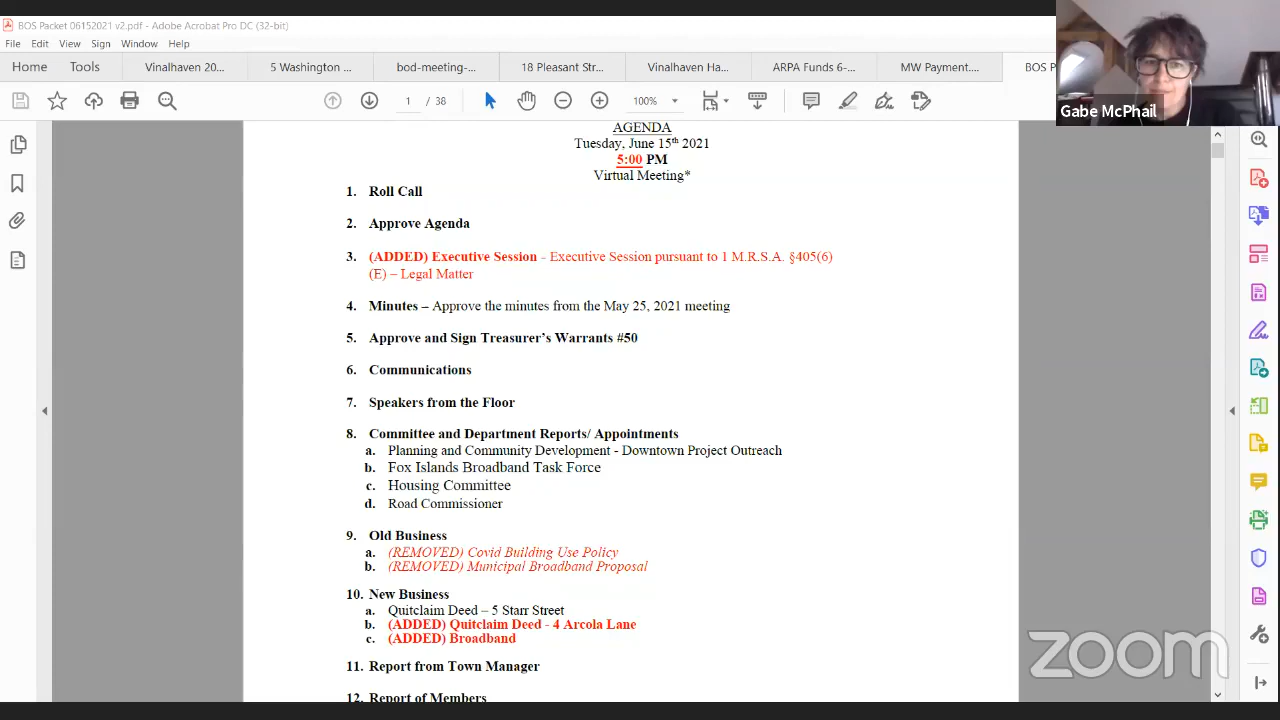 BOS Packet 06152021 v2.pdf - Adobe Acrobat Pro DC (32-bit)
File Edit View Sign Window Help
Home Tools Vinalhaven 20... 5 Washington ... bod-meeting-... 18 Pleasant Str... Vinalhaven Ha... ARPA Funds 6-... MW Payment.... BOS P
1 / 38 100%
Gabe McPhail
AGENDA
Tuesday, June 15th 2021
5:00 PM
Virtual Meeting*
1. Roll Call
2. Approve Agenda
3. (ADDED) Executive Session - Executive Session pursuant to 1 M.R.S.A. §405(6)
(E) – Legal Matter
4. Minutes – Approve the minutes from the May 25, 2021 meeting
5. Approve and Sign Treasurer's Warrants #50
6. Communications
7. Speakers from the Floor
8. Committee and Department Reports/ Appointments
a. Planning and Community Development - Downtown Project Outreach
b. Fox Islands Broadband Task Force
c. Housing Committee
d. Road Commissioner
9. Old Business
a. (REMOVED) Covid Building Use Policy
b. (REMOVED) Municipal Broadband Proposal
10. New Business
a. Quitclaim Deed – 5 Starr Street
b. (ADDED) Quitclaim Deed - 4 Arcola Lane
c. (ADDED) Broadband
11. Report from Town Manager
12. Report of Members
zoom